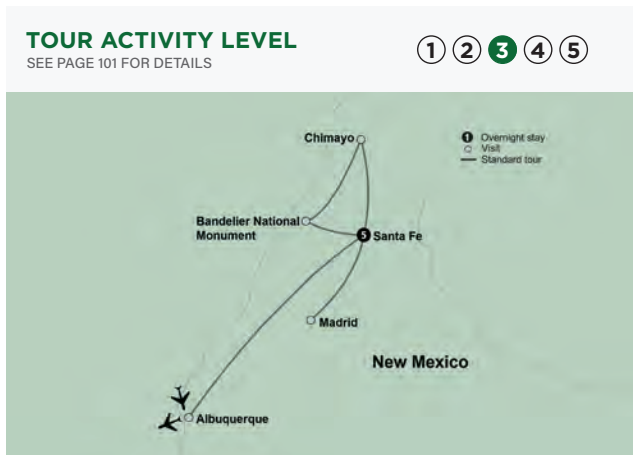 TOUR ACTIVITY LEVEL
SEE PAGE 101 FOR DETAILS
1 2 3 4 5
Chimayo
1 Overnight stay
Visit
Standard tour
Bandelier National
Monument
5 Santa Fe
Madrid
New Mexico
Albuquerque